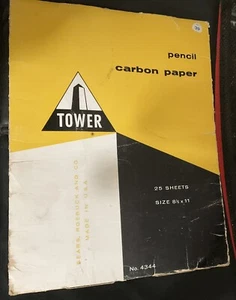 pencil
carbon paper
TOWER
®
25 SHEETS
SIZE 8½ x 11
SEARS, ROEBUCK AND CO.
MADE IN U.S.A.
No. 4344